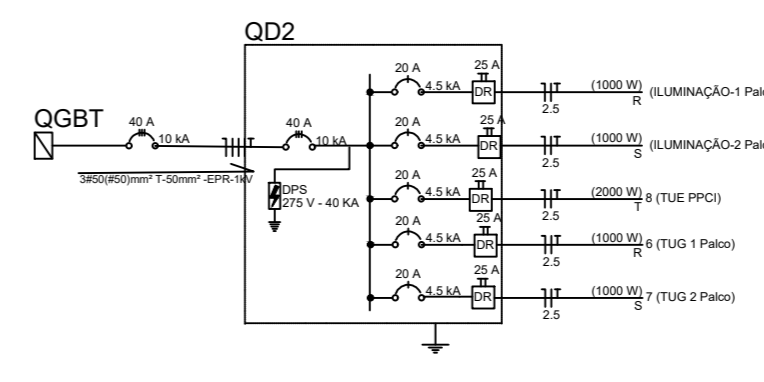 QD2
QGBT
40 A
10 kA
3#50(#50)mm² T-50mm² -EPR-1kV
40 A
10 kA
DPS
275 V - 40 KA
20 A
4.5 kA
25 A
DR
2.5
(1000 W)
R
(ILUMINAÇÃO-1 Pal
20 A
4.5 kA
25 A
DR
2.5
(1000 W)
S
(ILUMINAÇÃO-2 Pal
20 A
4.5 kA
25 A
DR
2.5
(2000 W)
T
8 (TUE PPCI)
20 A
4.5 kA
25 A
DR
2.5
(1000 W)
R
6 (TUG 1 Palco)
20 A
4.5 kA
25 A
DR
2.5
(1000 W)
S
7 (TUG 2 Palco)